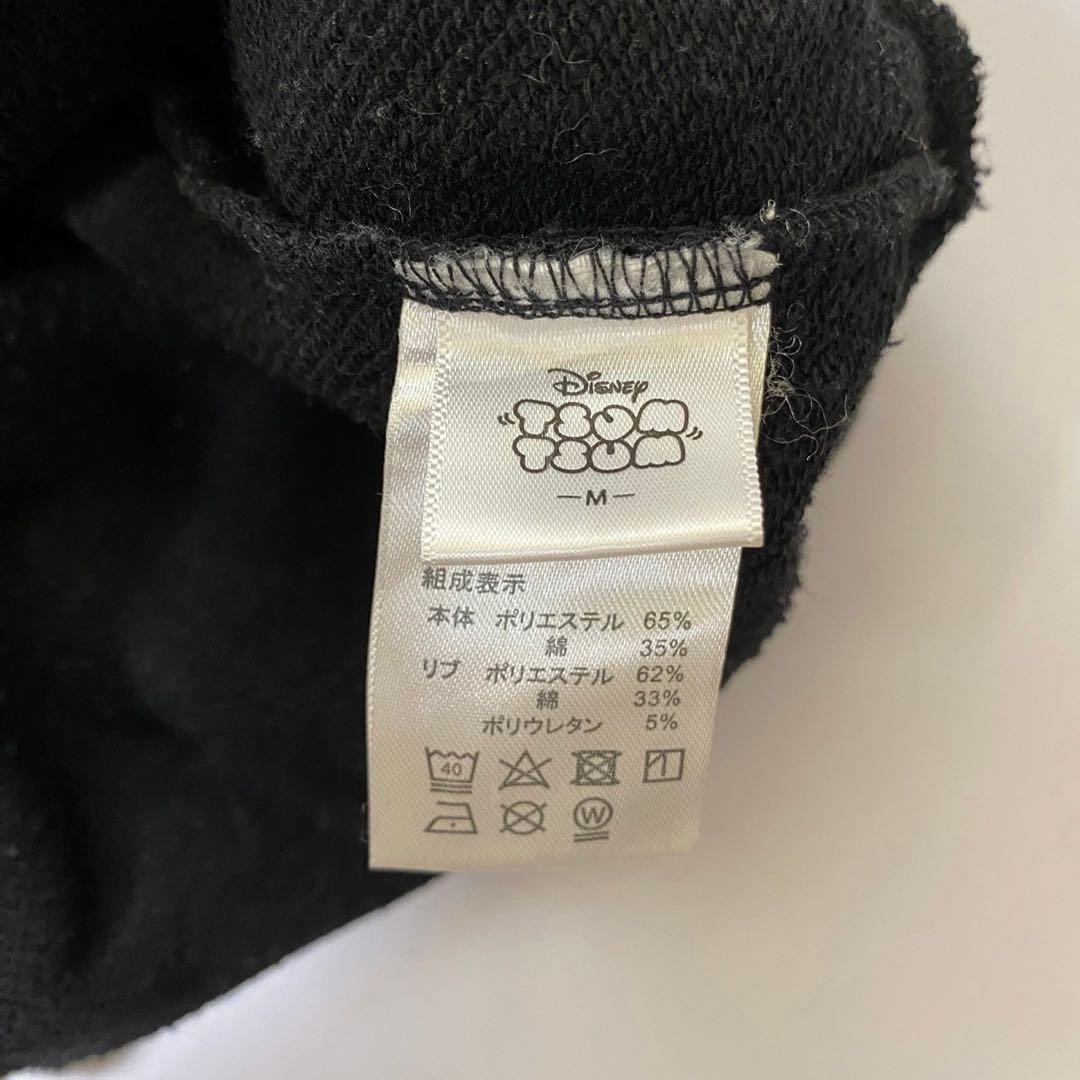 Disney
TSUM
TSUM
-M-
組成表示
本体 ポリエステル 65%
綿 35%
リブ ポリエステル 62%
綿 33%
ポリウレタン 5%
40
W